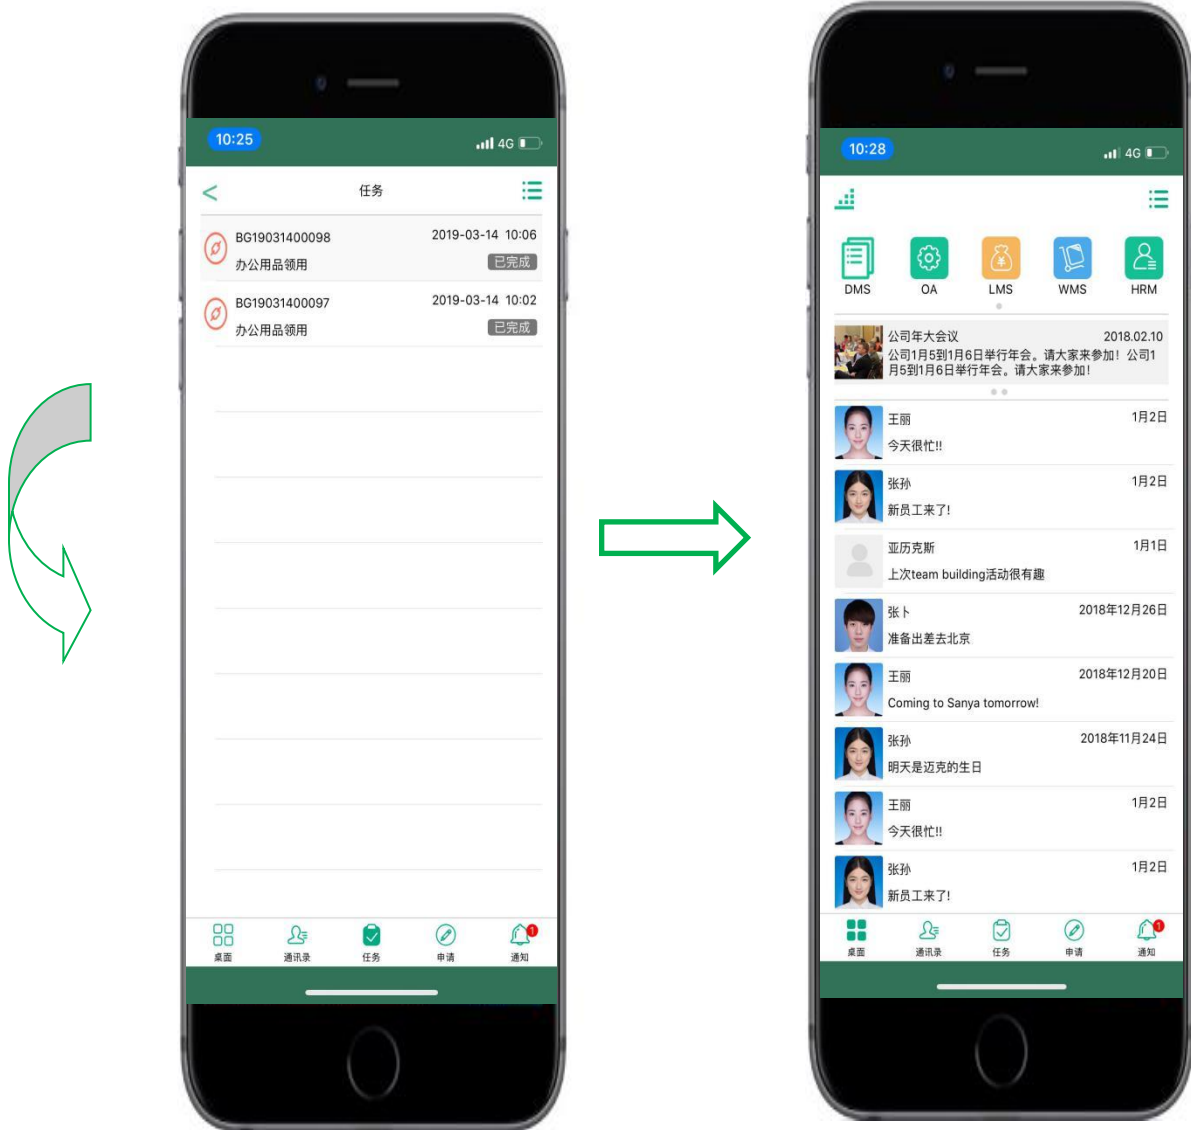 10:25
4G
<
任务
BG19031400098
2019-03-14 10:06
办公用品领用
已完成
BG19031400097
2019-03-14 10:02
办公用品领用
已完成
桌面
通讯录
任务
申请
通知
1
10:28
4G
DMS
OA
LMS
WMS
HRM
公司年大会议
2018.02.10
公司1月5到1月6日举行年会。请大家来参加！公司1
月5到1月6日举行年会。请大家来参加！
王丽
1月2日
今天很忙!!
张孙
1月2日
新员工来了!
亚历克斯
1月1日
上次team building活动很有趣
张卜
2018年12月26日
准备出差去北京
王丽
2018年12月20日
Coming to Sanya tomorrow!
张孙
2018年11月24日
明天是迈克的生日
王丽
1月2日
今天很忙!!
张孙
1月2日
新员工来了!
桌面
通讯录
任务
申请
通知
1